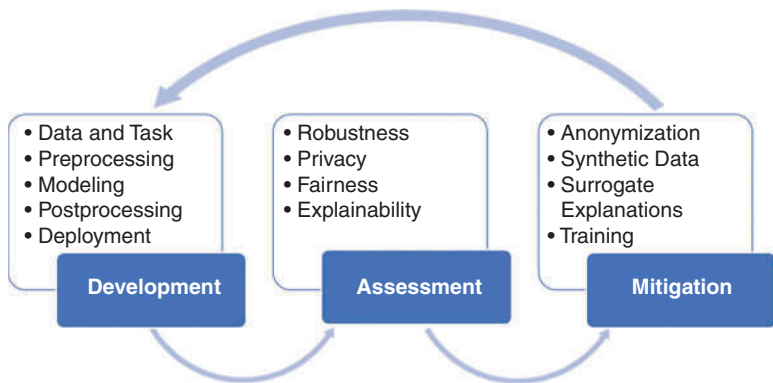 • Data and Task
• Preprocessing
• Modeling
• Postprocessing
• Deployment
Development
• Robustness
• Privacy
• Fairness
• Explainability
Assessment
• Anonymization
• Synthetic Data
• Surrogate
Explanations
• Training
Mitigation